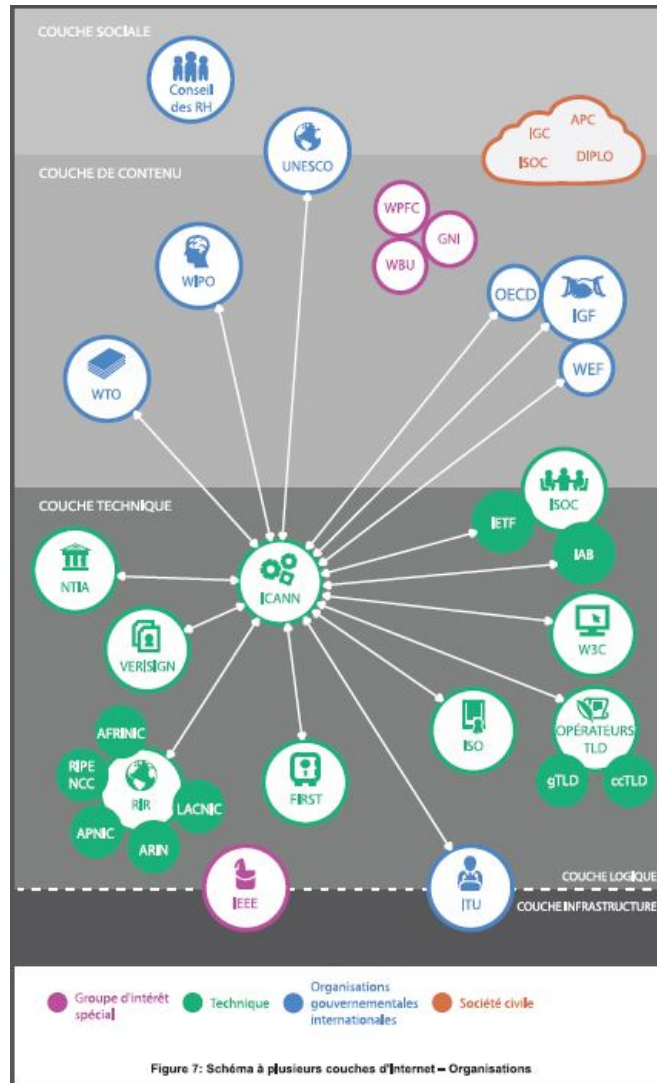 COUCHE SOCIALE
Conseil
des RH
UNESCO
IGC
APC
ISOC
DIPLO
COUCHE DE CONTENU
WPFC
GNI
WBU
WIPO
OECD
IGF
WEF
WTO
COUCHE TECHNIQUE
ISOC
IETF
IAB
NTIA
ICANN
W3C
VERISIGN
AFRINIC
RIPE
NCC
RIR
LACNIC
APNIC
ARIN
FIRST
ISO
OPÉRATEURS
TLD
gTLD
ccTLD
COUCHE LOGIQUE
COUCHE INFRASTRUCTURE
IEEE
ITU
Groupe d'intérêt
spécial
Technique
Organisations
gouvernementales
internationales
Société civile
Figure 7: Schéma à plusieurs couches d'Internet – Organisations